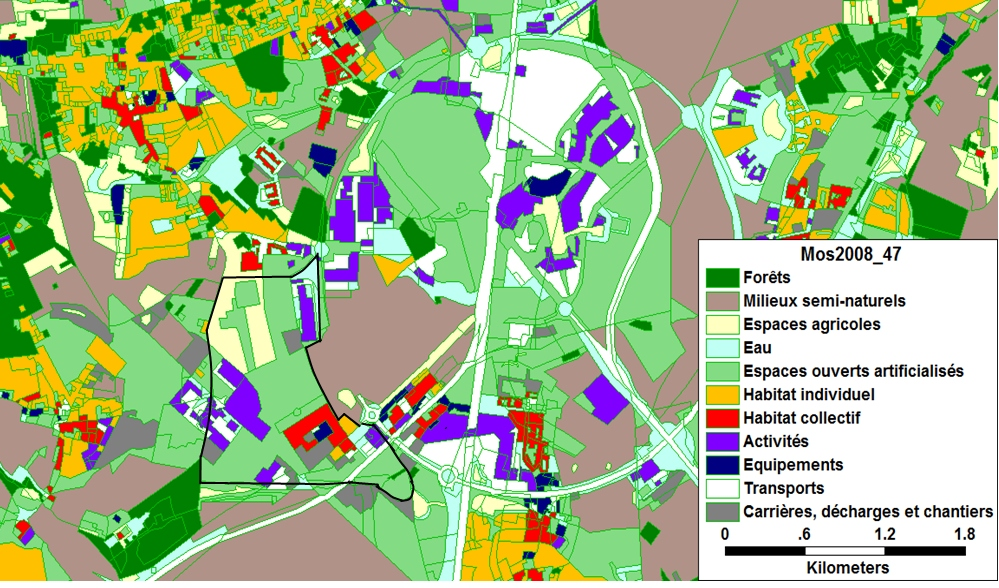 Mos2008_47
Forêts
Milieux semi-naturels
Espaces agricoles
Eau
Espaces ouverts artificialisés
Habitat individuel
Habitat collectif
Activités
Equipements
Transports
Carrières, décharges et chantiers
0 .6 1.2 1.8
Kilometers